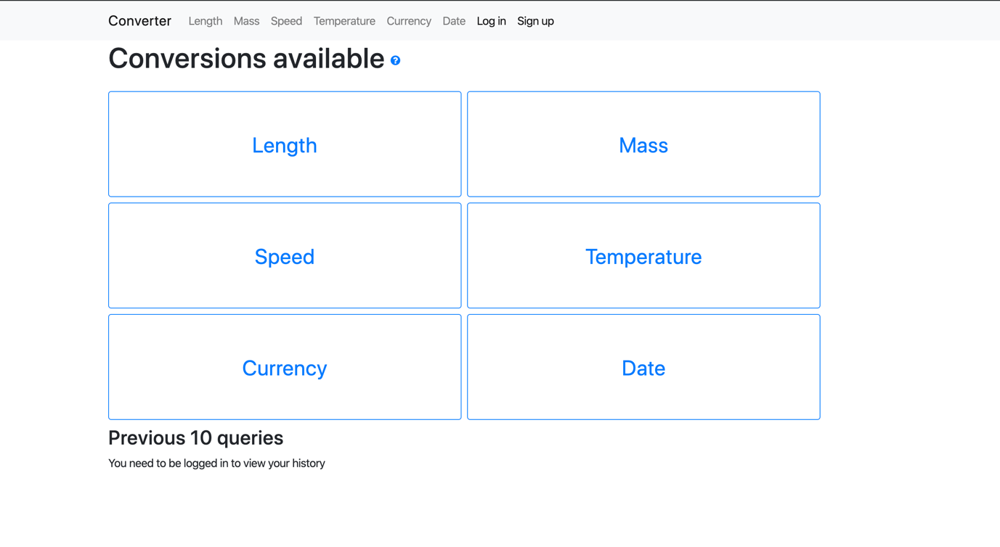 Converter Length Mass Speed Temperature Currency Date Log in Sign up
Conversions available ?
Length Mass
Speed Temperature
Currency Date
Previous 10 queries
You need to be logged in to view your history